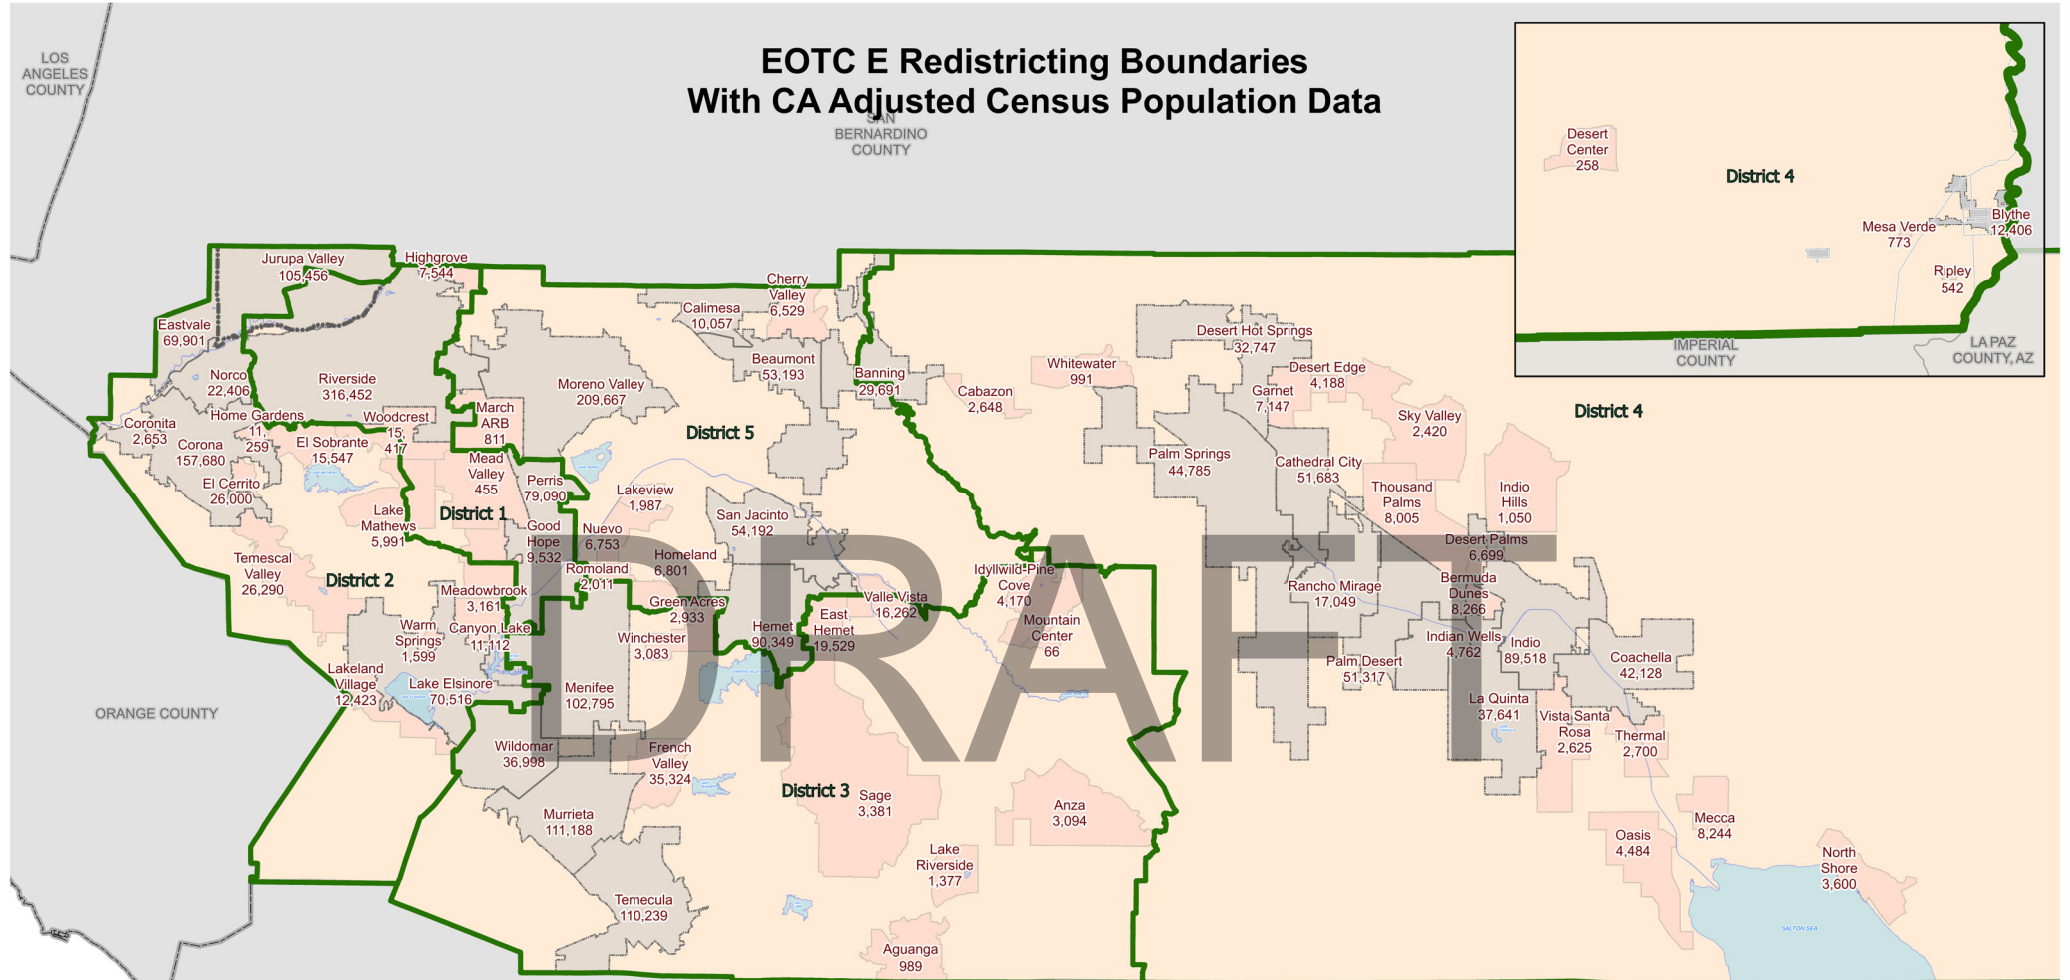 EOTC E Redistricting Boundaries
With CA Adjusted Census Population Data
LOS
ANGELES
COUNTY
SAN
BERNARDINO
COUNTY
Desert
Center
258
District 4
Mesa Verde
773
Blythe
12,406
Ripley
542
IMPERIAL
COUNTY
LA PAZ
COUNTY, AZ
Jurupa Valley
105,456
Highgrove
7,544
Eastvale
69,901
Norco
22,406
Riverside
316,452
Home Gardens
11,
259
Woodcrest
15,
417
Coronita
2,653
Corona
157,680
El Sobrante
15,547
El Cerrito
26,000
Lake
Mathews
5,991
Temescal
Valley
26,290
District 2
District 1
March
ARB
811
Mead
Valley
455
Perris
79,090
Good
Hope
9,532
Meadowbrook
3,161
Warm
Springs
1,599
Canyon Lake
11,112
Lakeland
Village
12,423
Lake Elsinore
70,516
ORANGE COUNTY
Cherry
Valley
6,529
Calimesa
10,057
Beaumont
53,193
Banning
29,691
Moreno Valley
209,667
District 5
Lakeview
1,987
Nuevo
6,753
San Jacinto
54,192
Homeland
6,801
Romoland
2,011
Green Acres
2,933
Winchester
3,083
Hemet
90,349
East
Hemet
19,529
Valle Vista
16,262
Idyllwild-Pine
Cove
4,170
Mountain
Center
66
Menifee
102,795
Wildomar
36,998
French
Valley
35,324
Murrieta
111,188
Temecula
110,239
District 3
Sage
3,381
Anza
3,094
Lake
Riverside
1,377
Aguanga
989
Cabazon
2,648
Whitewater
991
Desert Hot Springs
32,747
Desert Edge
4,188
Garnet
7,147
Sky Valley
2,420
District 4
Palm Springs
44,785
Cathedral City
51,683
Thousand
Palms
8,005
Indio
Hills
1,050
Desert Palms
6,699
Rancho Mirage
17,049
Bermuda
Dunes
8,266
Indian Wells
4,762
Indio
89,518
Palm Desert
51,317
Coachella
42,128
La Quinta
37,641
Vista Santa
Rosa
2,625
Thermal
2,700
Mecca
8,244
Oasis
4,484
North
Shore
3,600
SALTON SEA
DRAFT